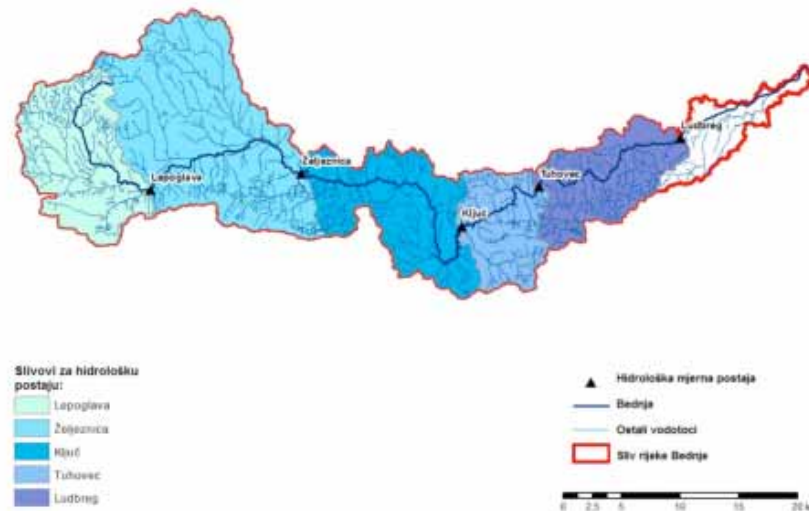 Ludbreg
Željeznica
Tuhovec
Lepoglava
Ključ
Slivovi za hidrološku
postaju:
Lepoglava
Željeznica
Ključ
Tuhovec
Ludbreg
Hidrološka mjerna postaja
Bednja
Ostali vodotoci
Sliv rijeke Bednje
0 2.5 5 10 15 20